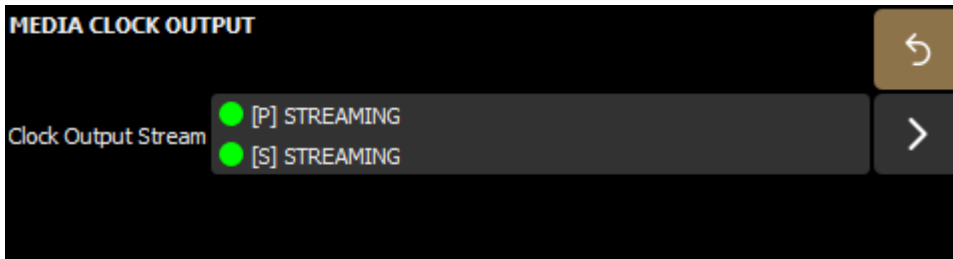 MEDIA CLOCK OUTPUT
Clock Output Stream
[P] STREAMING
[S] STREAMING